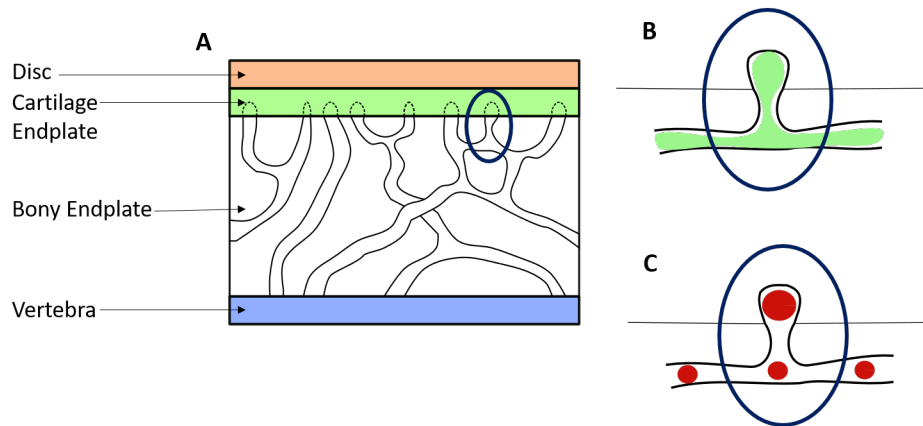 A
Disc
Cartilage
Endplate
Bony Endplate
Vertebra
B
C